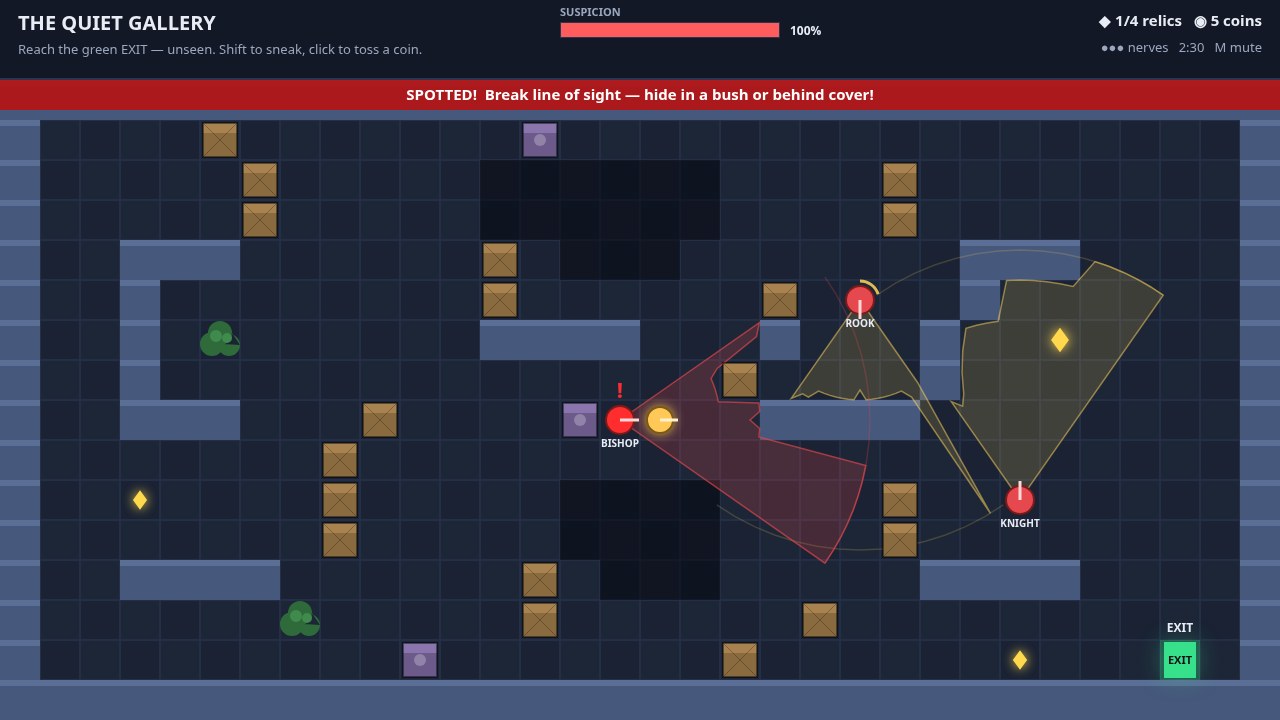 THE QUIET GALLERY
Reach the green EXIT — unseen. Shift to sneak, click to toss a coin.
SUSPICION
100%
◆ 1/4 relics ◉ 5 coins
●●● nerves 2:30 M mute
SPOTTED! Break line of sight — hide in a bush or behind cover!
ROOK
!
BISHOP
KNIGHT
EXIT
EXIT